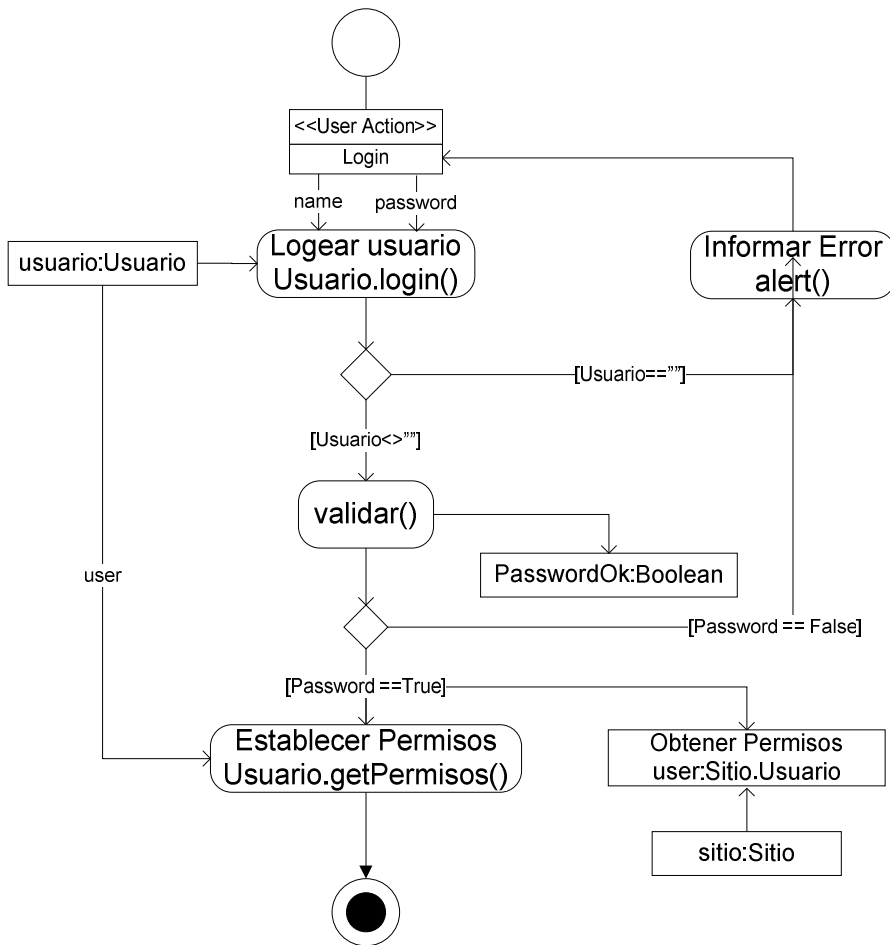 <<User Action>>
Login
name
password
Logear usuario
Usuario.login()
usuario:Usuario
Informar Error
alert()
[Usuario==””]
[Usuario<>””]
validar()
PasswordOk:Boolean
user
[Password == False]
[Password ==True]
Establecer Permisos
Usuario.getPermisos()
Obtener Permisos
user:Sitio.Usuario
sitio:Sitio